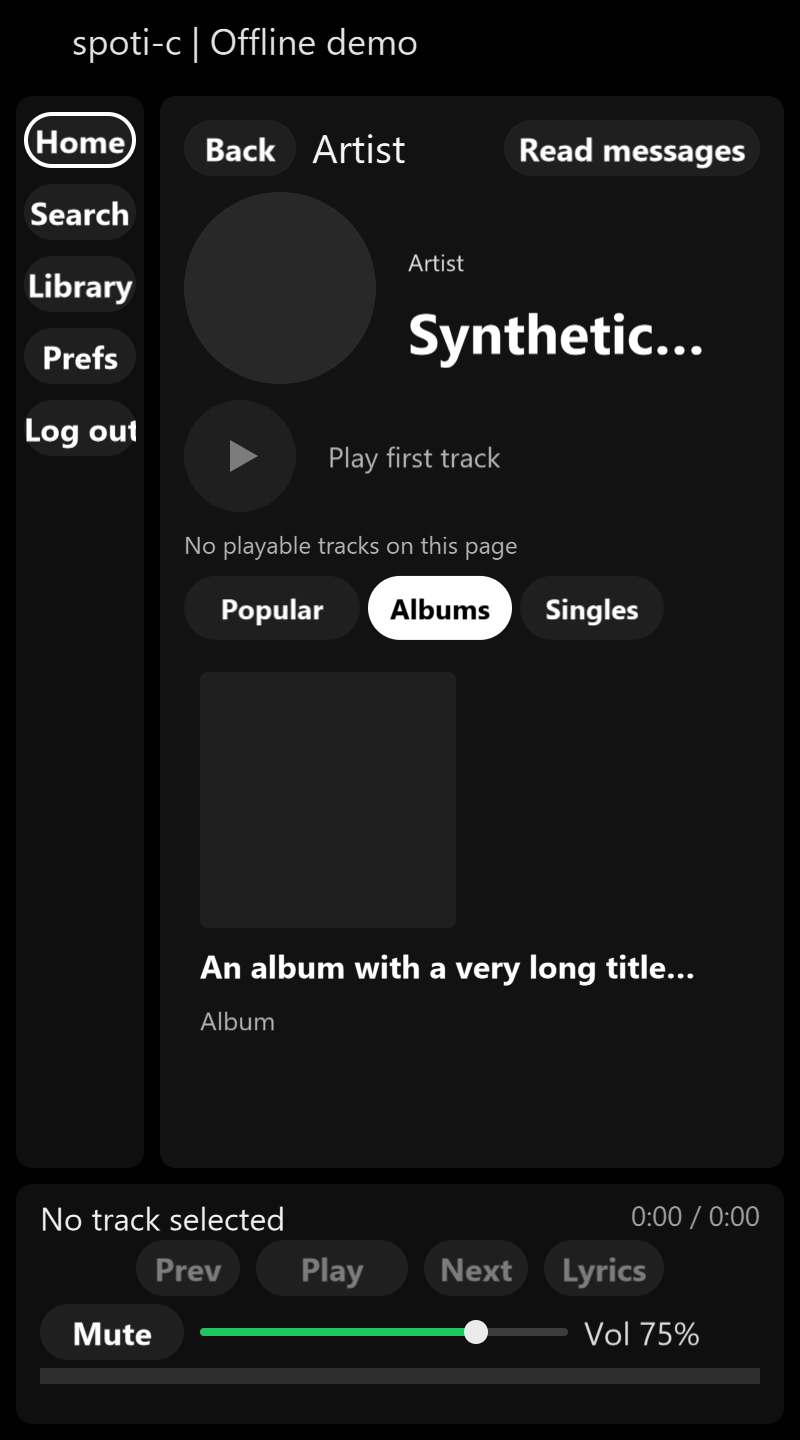 spoti-c | Offline demo
Home
Search
Library
Prefs
Log out
Back
Artist
Read messages
Artist
Synthetic...
Play first track
No playable tracks on this page
Popular
Albums
Singles
An album with a very long title...
Album
No track selected
0:00 / 0:00
Prev
Play
Next
Lyrics
Mute
Vol 75%